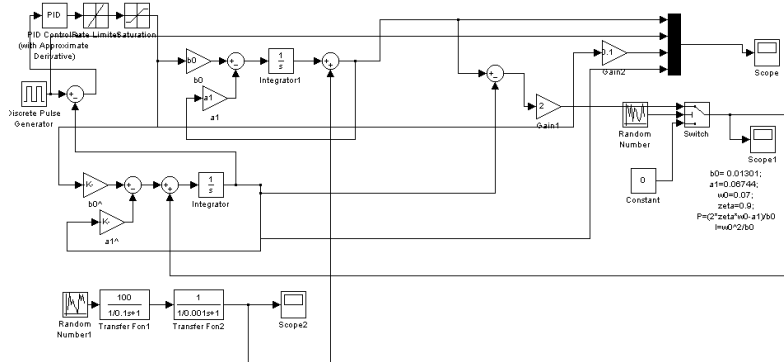 PID
PID Control
Rate Limiter
Saturation
(with Approximate
Derivative)
b0
b0
1
s
Integrator1
0.1
Gain2
Scope
a1
a1
Discrete Pulse
Generator
2
Gain1
Random
Number
Switch
Scope1
K-
b0^
1
s
Integrator
0
Constant
b0= 0.01301;
a1=0.06744;
w0=0.07;
zeta=0.9;
P=(2*zeta*w0-a1)/b0
I=w0^2/b0
K-
a1^
Random
Number1
100
1/0.1s+1
Transfer Fcn1
1
1/0.001s+1
Transfer Fcn2
Scope2